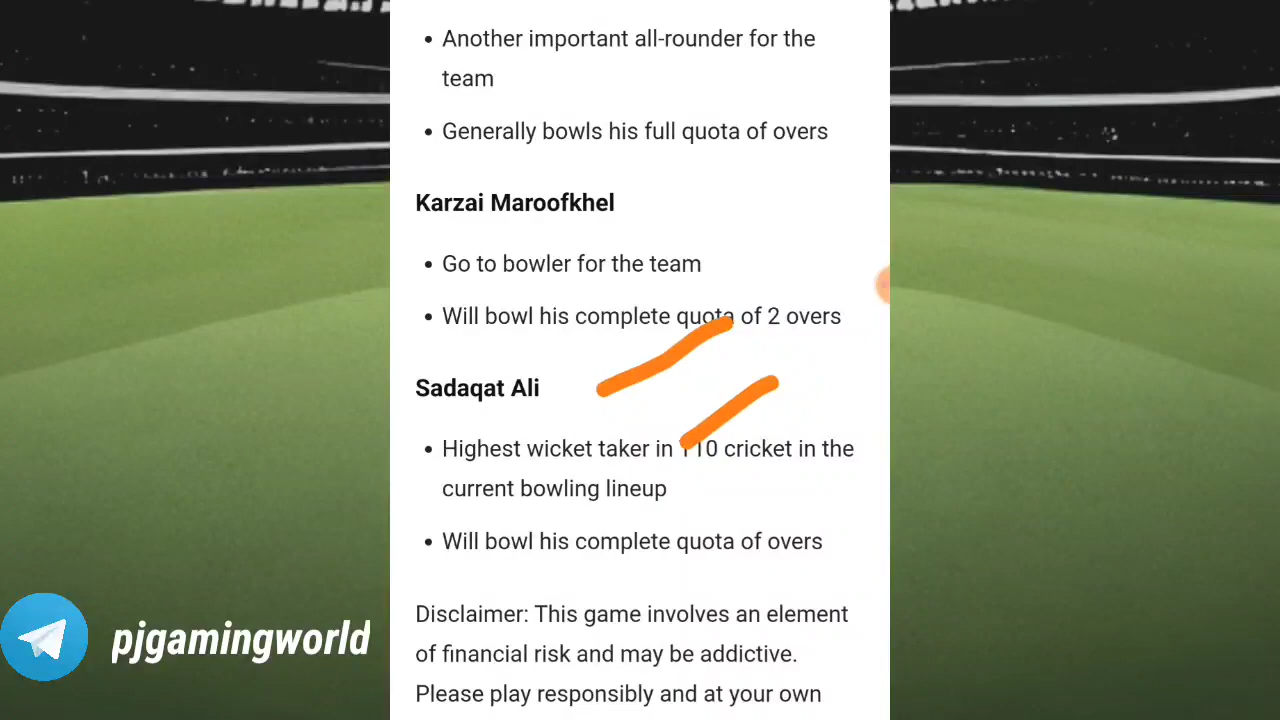 Another important all-rounder for the
team
Generally bowls his full quota of overs
Karzai Maroofkhel
Go to bowler for the team
Will bowl his complete quota of 2 overs
Sadaqat Ali
Highest wicket taker in T10 cricket in the
current bowling lineup
Will bowl his complete quota of overs
Disclaimer: This game involves an element
of financial risk and may be addictive.
Please play responsibly and at your own
pjgamingworld